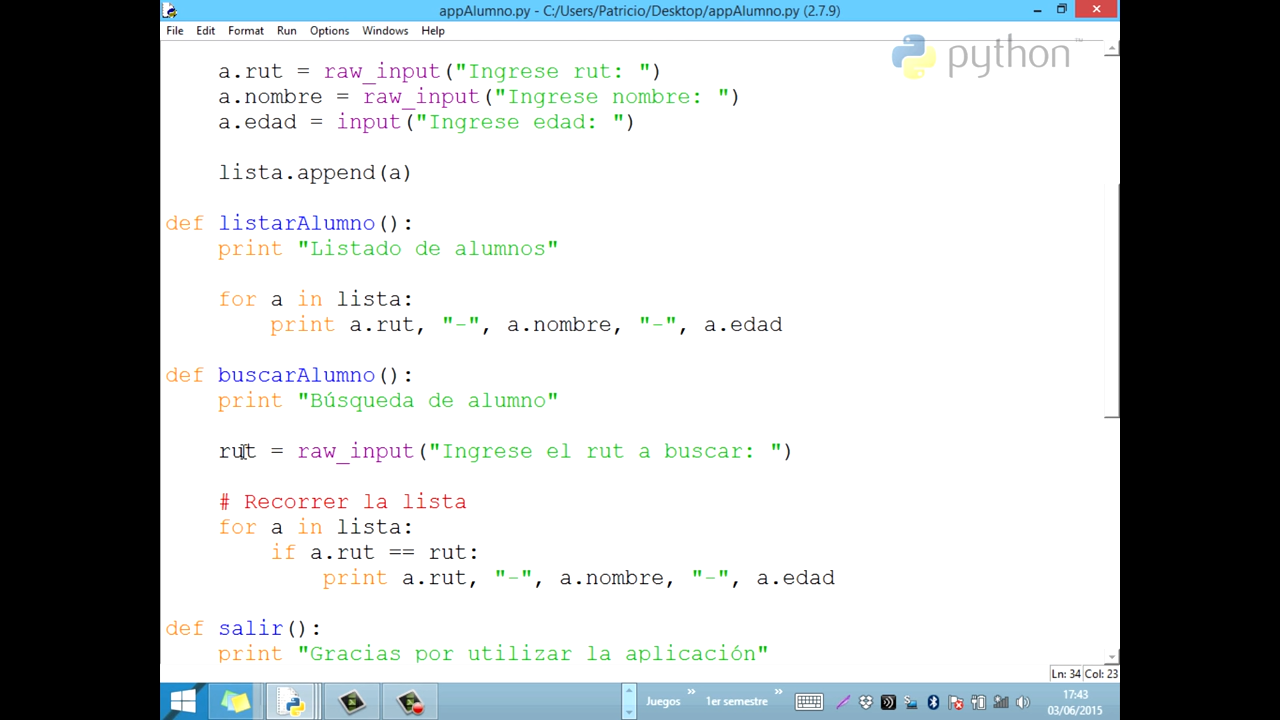 appAlumno.py - C:/Users/Patricio/Desktop/appAlumno.py (2.7.9)
File Edit Format Run Options Windows Help
python™
a.rut = raw_input("Ingrese rut: ")
a.nombre = raw_input("Ingrese nombre: ")
a.edad = input("Ingrese edad: ")
lista.append(a)
def listarAlumno():
print "Listado de alumnos"
for a in lista:
print a.rut, "-", a.nombre, "-", a.edad
def buscarAlumno():
print "Búsqueda de alumno"
rut = raw_input("Ingrese el rut a buscar: ")
# Recorrer la lista
for a in lista:
if a.rut == rut:
print a.rut, "-", a.nombre, "-", a.edad
def salir():
print "Gracias por utilizar la aplicación"
Ln: 34 Col: 23
Juegos » 1er semestre » 17:43
03/06/2015